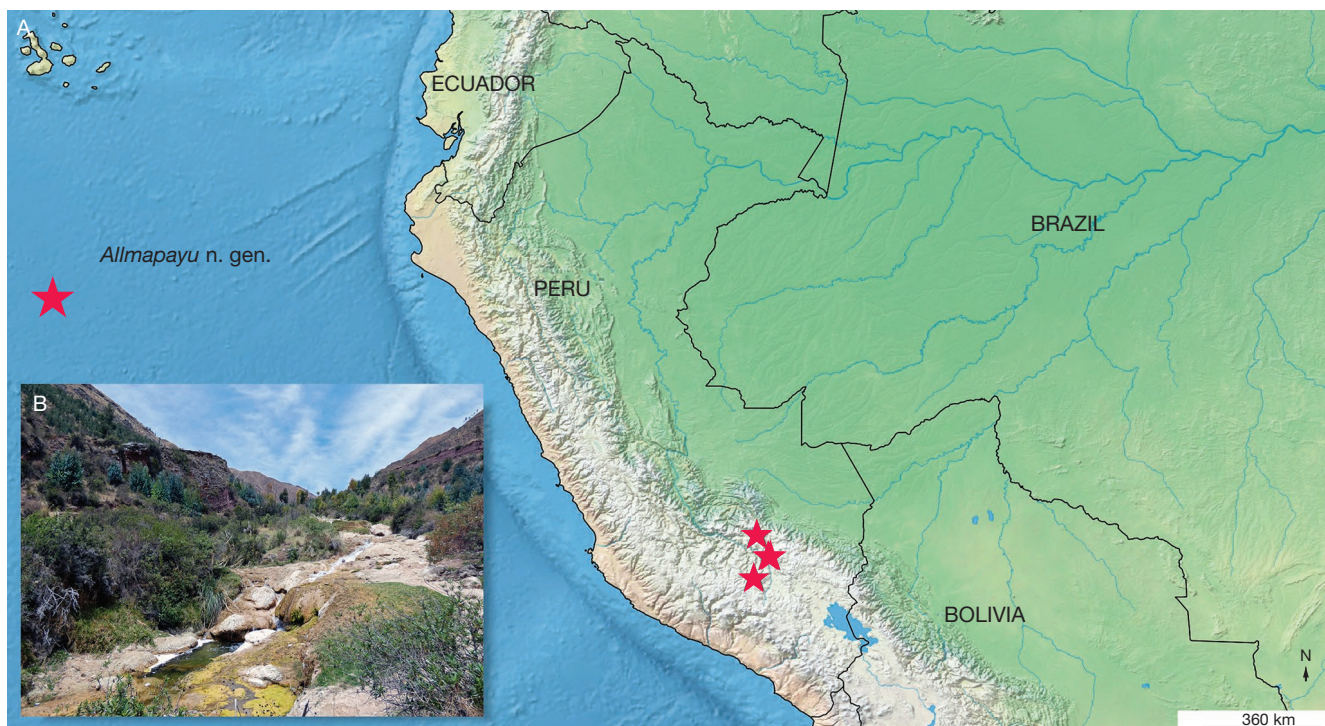 A
ECUADOR
BRAZIL
Allmapayu n. gen.
PERU
B
BOLIVIA
N
360 km